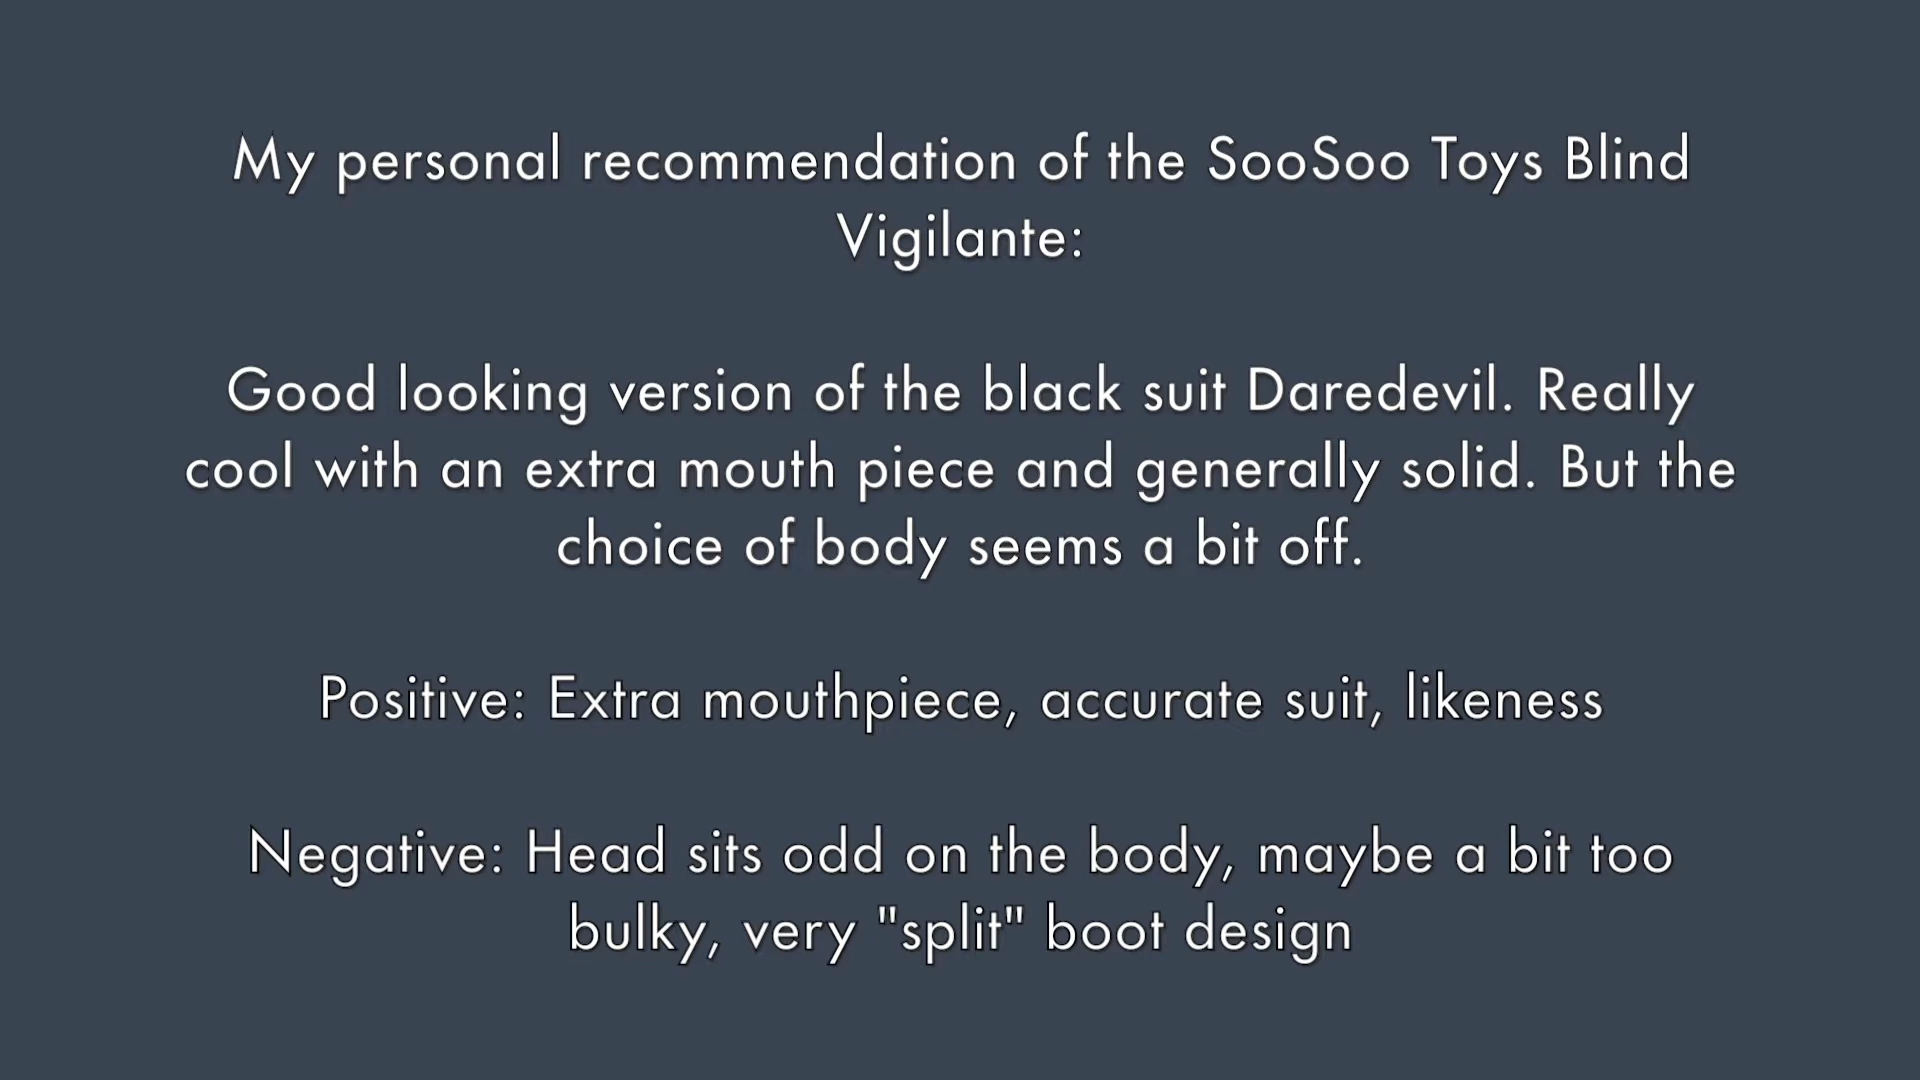 My personal recommendation of the SooSoo Toys Blind
Vigilante:
Good looking version of the black suit Daredevil. Really
cool with an extra mouth piece and generally solid. But the
choice of body seems a bit off.
Positive: Extra mouthpiece, accurate suit, likeness
Negative: Head sits odd on the body, maybe a bit too
bulky, very "split" boot design